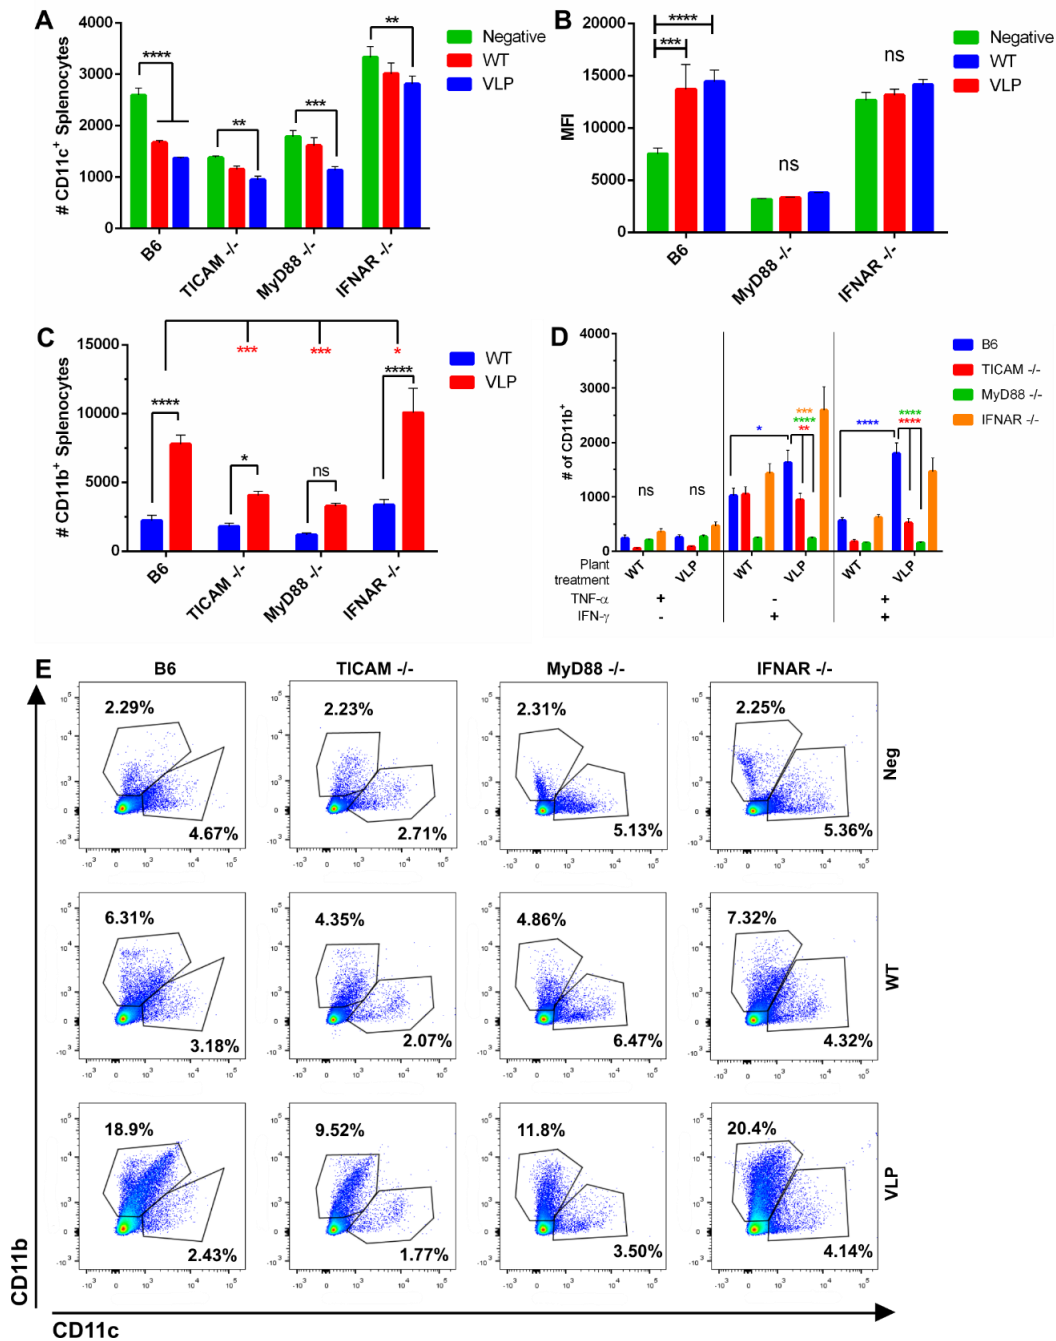 A
4000
3000
2000
1000
0
# CD11c+ Splenocytes
****
**
***
**
Negative
WT
VLP
B6
TICAM -/-
MyD88 -/-
IFNAR -/-
B
20000
15000
10000
5000
0
MFI
****
***
ns
ns
Negative
WT
VLP
B6
MyD88 -/-
IFNAR -/-
C
15000
10000
5000
0
# CD11b+ Splenocytes
***
***
*
****
*
ns
****
WT
VLP
B6
TICAM -/-
MyD88 -/-
IFNAR -/-
D
4000
3000
2000
1000
0
# of CD11b+
B6
TICAM -/-
MyD88 -/-
IFNAR -/-
ns
ns
*
***
****
**
****
****
****
Plant treatment
WT
VLP
WT
VLP
WT
VLP
TNF-α
+
-
+
IFN-γ
-
+
+
E
B6
TICAM -/-
MyD88 -/-
IFNAR -/-
2.29%
2.23%
2.31%
2.25%
Neg
4.67%
2.71%
5.13%
5.36%
6.31%
4.35%
4.86%
7.32%
WT
3.18%
2.07%
6.47%
4.32%
18.9%
9.52%
11.8%
20.4%
VLP
2.43%
1.77%
3.50%
4.14%
CD11b
CD11c